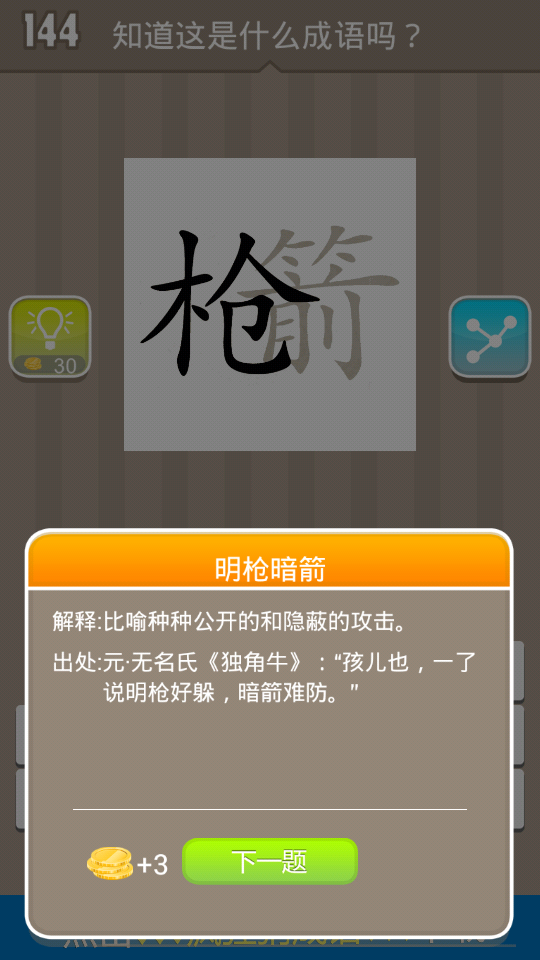 144 知道这是什么成语吗？
枪箭
30
明枪暗箭
解释:比喻种种公开的和隐蔽的攻击。
出处:元·无名氏《独角牛》：“孩儿也，一了
说明枪好躲，暗箭难防。”
+3 下一题